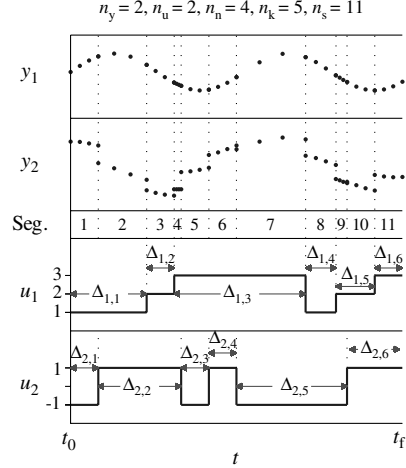 n_y = 2, n_u = 2, n_n = 4, n_k = 5, n_s = 11
y_1
y_2
Seg. 1 2 3 4 5 6 7 8 9 10 11
Δ_{1,2} Δ_{1,4} Δ_{1,6}
3
u_1 2 Δ_{1,1} Δ_{1,3} Δ_{1,5}
1
Δ_{2,1} Δ_{2,3} Δ_{2,4} Δ_{2,6}
1
u_2 Δ_{2,2} Δ_{2,5}
-1
t_0 t t_f